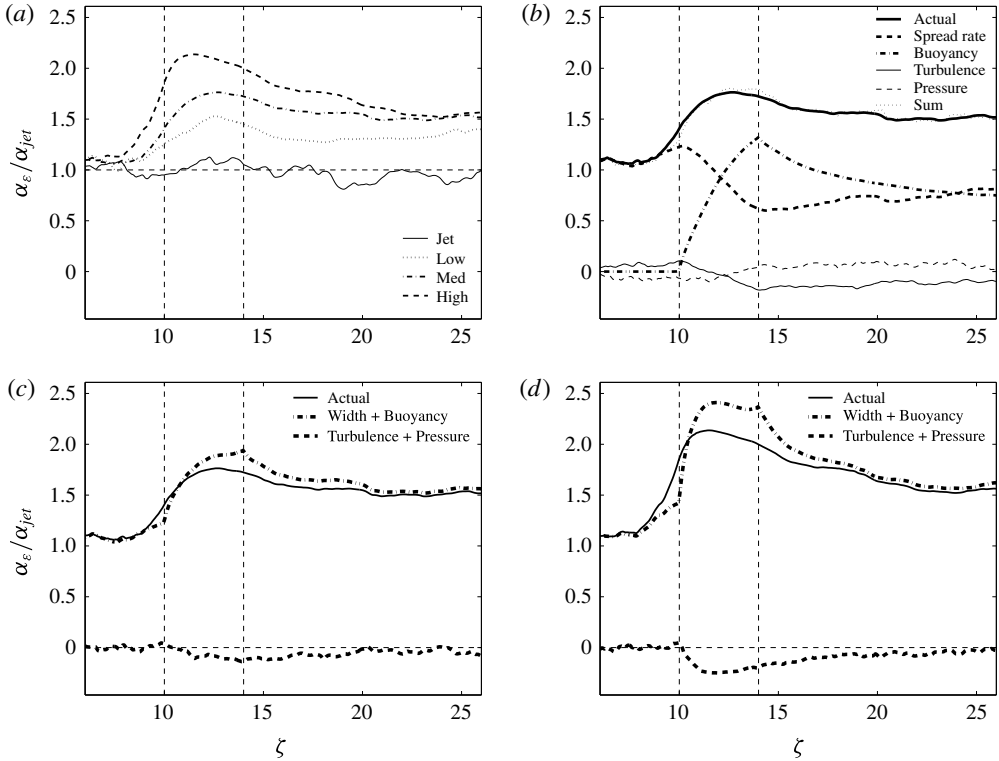 (a)
2.5
2.0
1.5
1.0
0.5
0
αε/αjet
10
15
20
25
Jet
Low
Med
High
(b)
2.5
2.0
1.5
1.0
0.5
0
10
15
20
25
Actual
Spread rate
Buoyancy
Turbulence
Pressure
Sum
(c)
2.5
2.0
1.5
1.0
0.5
0
αε/αjet
10
15
20
25
ζ
Actual
Width + Buoyancy
Turbulence + Pressure
(d)
2.5
2.0
1.5
1.0
0.5
0
10
15
20
25
ζ
Actual
Width + Buoyancy
Turbulence + Pressure